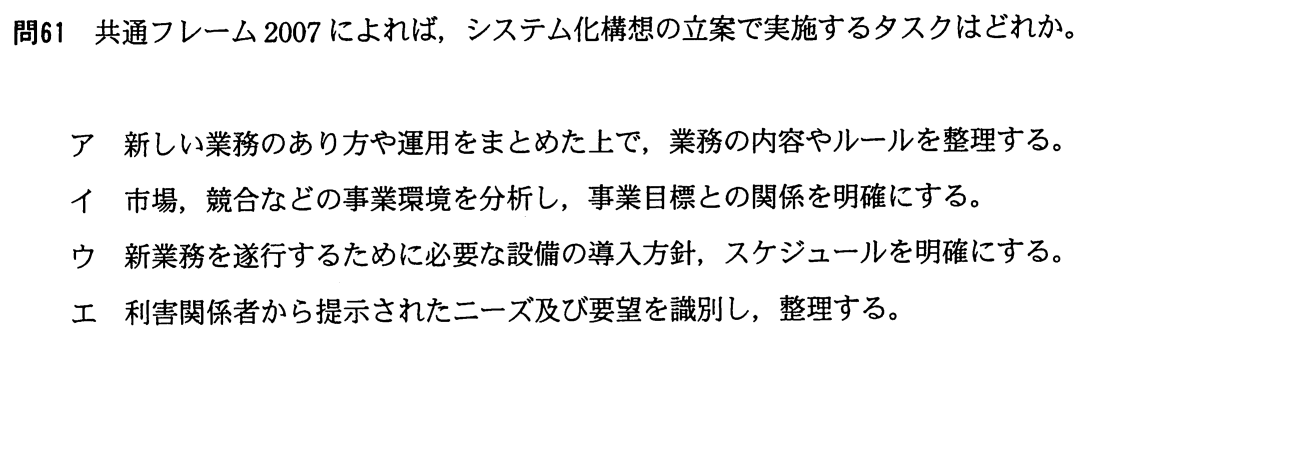 問61 共通フレーム2007によれば，システム化構想の立案で実施するタスクはどれか。
ア 新しい業務のあり方や運用をまとめた上で，業務の内容やルールを整理する。
イ 市場，競合などの事業環境を分析し，事業目標との関係を明確にする。
ウ 新業務を遂行するために必要な設備の導入方針，スケジュールを明確にする。
エ 利害関係者から提示されたニーズ及び要望を識別し，整理する。